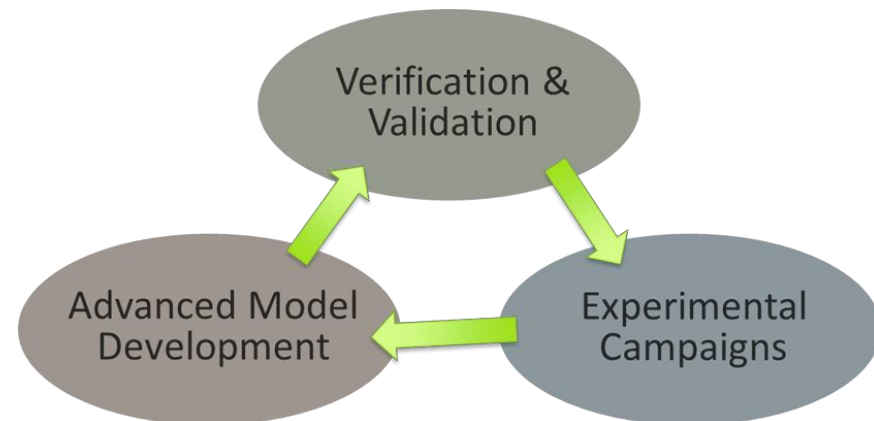 Verification &
Validation
Advanced Model
Development
Experimental
Campaigns